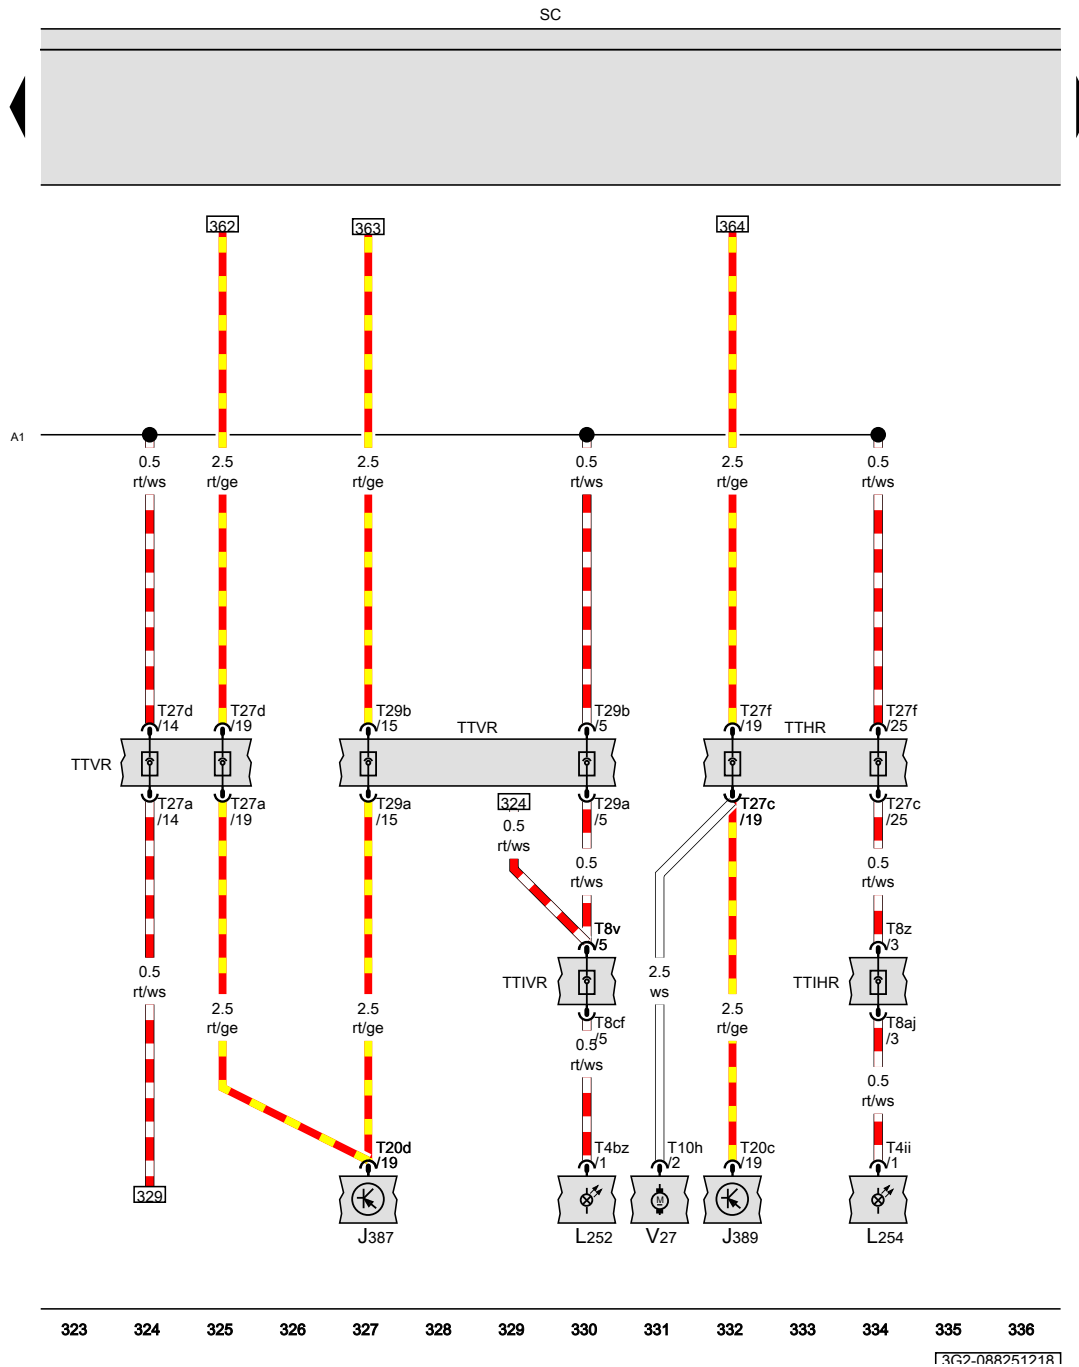 SC
362
363
364
A1
0.5
rt/ws
2.5
rt/ge
2.5
rt/ge
0.5
rt/ws
2.5
rt/ge
0.5
rt/ws
T27d
/14
T27d
/19
T29b
/15
T29b
/5
T27f
/19
T27f
/25
TTVR
TTVR
TTHR
T27a
/14
T27a
/19
T29a
/15
324
T29a
/5
T27c
/19
T27c
/25
0.5
rt/ws
0.5
rt/ws
0.5
rt/ws
T8v
/5
T8z
/3
0.5
rt/ws
TTIVR
2.5
ws
TTIHR
2.5
rt/ge
2.5
rt/ge
T8cf
/5
2.5
rt/ge
T8aj
/3
0.5
rt/ws
0.5
rt/ws
T20d
/19
T4bz
/1
T10h
/2
T20c
/19
T4ii
/1
329
M
J387
L252
V27
J389
L254
323 324 325 326 327 328 329 330 331 332 333 334 335 336
3G2-088251218